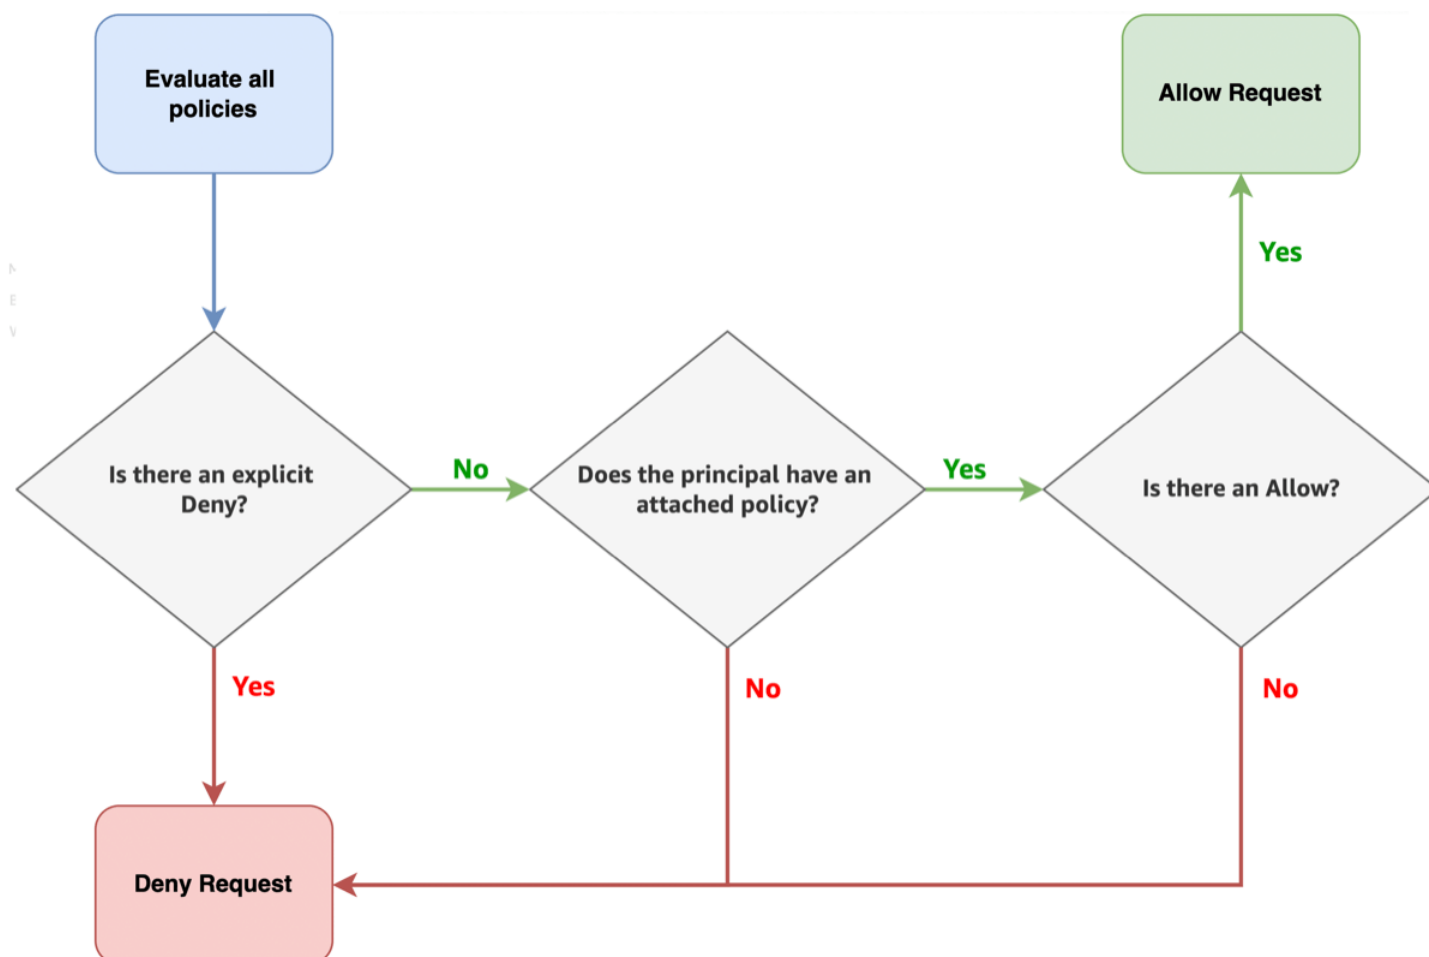 Evaluate all
policies
Allow Request
Yes
Is there an explicit
Deny?
No
Does the principal have an
attached policy?
Yes
Is there an Allow?
Yes
No
No
Deny Request